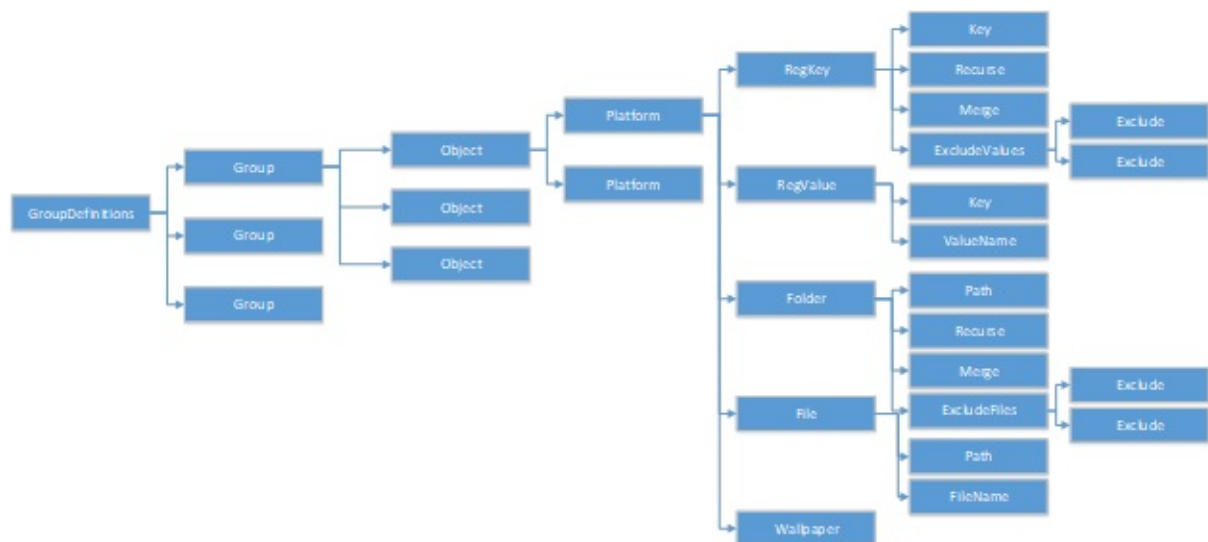 GroupDefinitions
Group
Group
Group
Object
Object
Object
Platform
Platform
RegKey
RegValue
Folder
File
Wallpaper
Key
Recurse
Merge
ExcludeValues
Key
ValueName
Path
Recurse
Merge
ExcludeFiles
Path
FileName
Exclude
Exclude
Exclude
Exclude